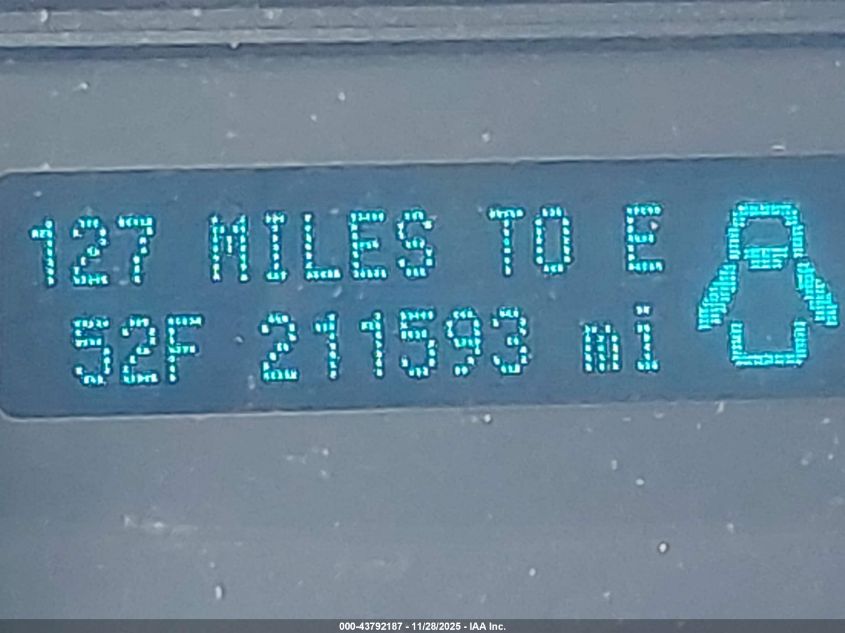 127 MILES TO E
52F 211593 mi
000-43792187 - 11/28/2025 - IAA Inc.